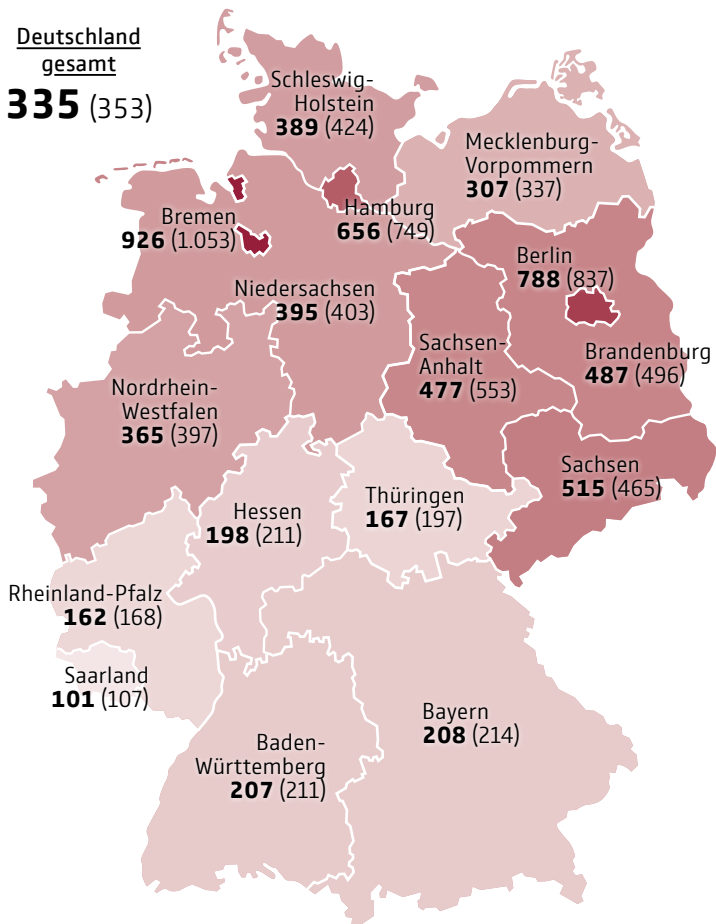 Deutschland
gesamt
335 (353)
Schleswig-
Holstein
389 (424)
Mecklenburg-
Vorpommern
307 (337)
Hamburg
656 (749)
Bremen
926 (1.053)
Berlin
788 (837)
Niedersachsen
395 (403)
Sachsen-
Anhalt
477 (553)
Brandenburg
487 (496)
Nordrhein-
Westfalen
365 (397)
Sachsen
515 (465)
Thüringen
167 (197)
Hessen
198 (211)
Rheinland-Pfalz
162 (168)
Saarland
101 (107)
Bayern
208 (214)
Baden-
Württemberg
207 (211)